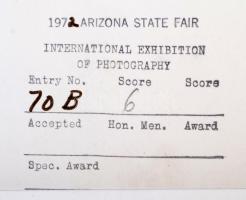 1972 ARIZONA STATE FAIR
INTERNATIONAL EXHIBITION
OF PHOTOGRAPHY
Entry No. Score Score
70 B 6
Accepted Hon. Men. Award
Spec. Award